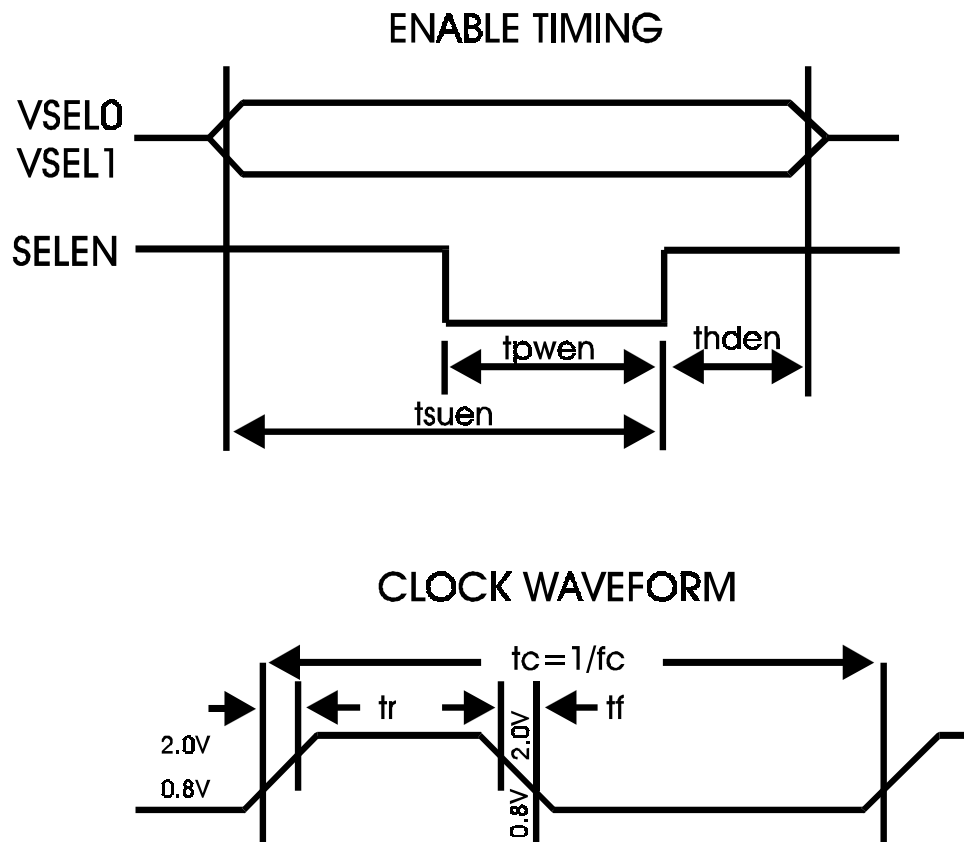 ENABLE TIMING
VSEL0
VSEL1
SELEN
tpwen
thden
tsuen
CLOCK WAVEFORM
tc=1/fc
tr
tf
2.0V
0.8V
2.0V
0.8V